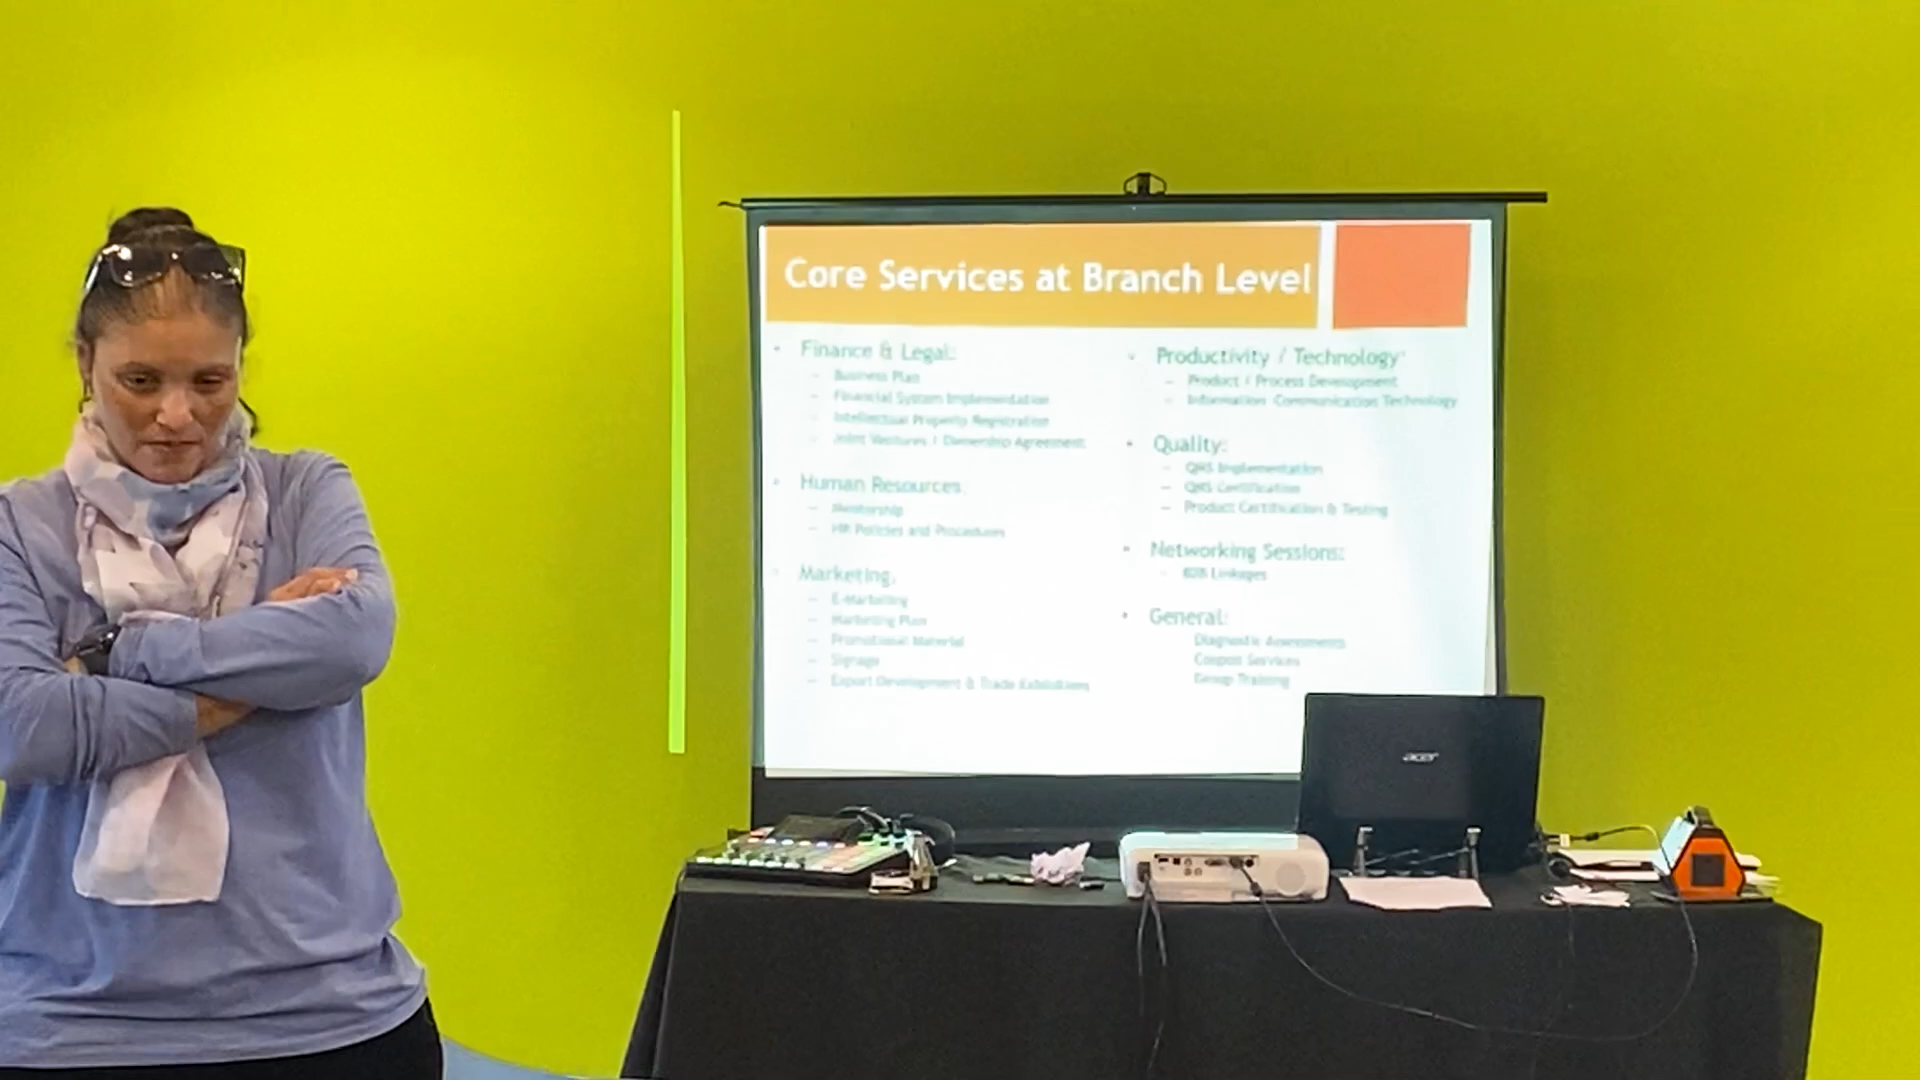 Core Services at Branch Level
• Finance & Legal:
– Business Plan
– Financial System Implementation
– Intellectual Property Registration
– Joint Ventures / Ownership Agreement
• Human Resources:
– Mentorship
– HR Policies and Procedures
• Marketing:
– E-Marketing
– Marketing Plan
– Promotional Material
– Signage
– Export Development & Trade Exhibitions
• Productivity / Technology:
– Product / Process Development
– Information Communication Technology
• Quality:
– QMS Implementation
– QMS Certification
– Product Certification & Testing
• Networking Sessions:
– B2B Linkages
• General:
Diagnostic Assessments
Coupon Services
Group Training
acer